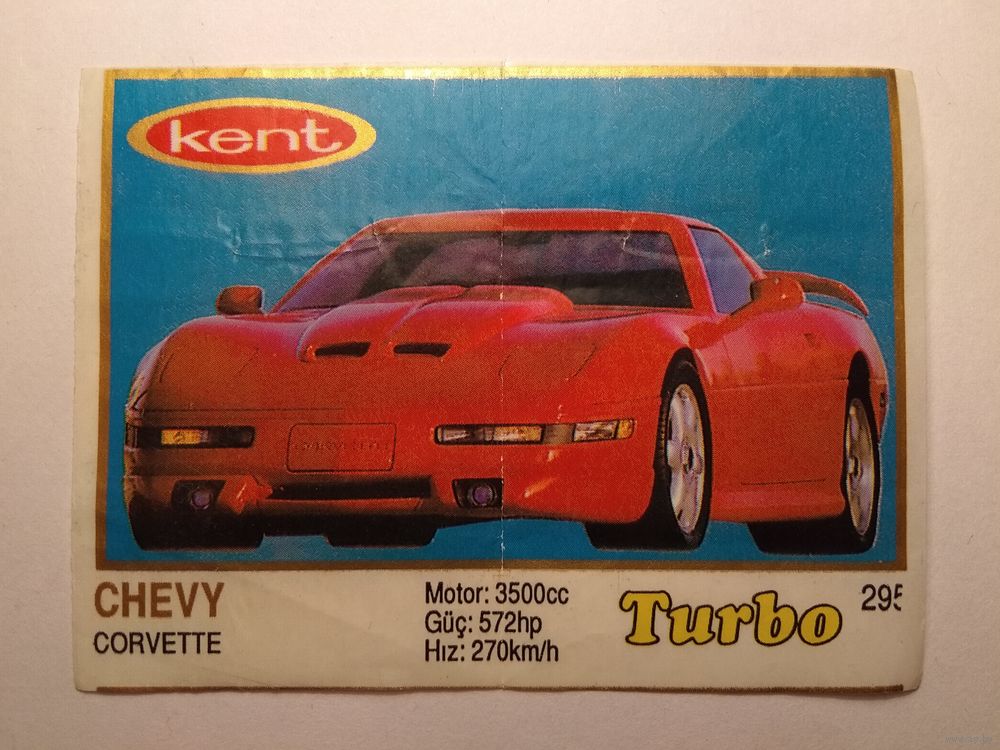 kent
CHEVY
CORVETTE
Motor: 3500cc
Güç: 572hp
Hız: 270km/h
Turbo
295